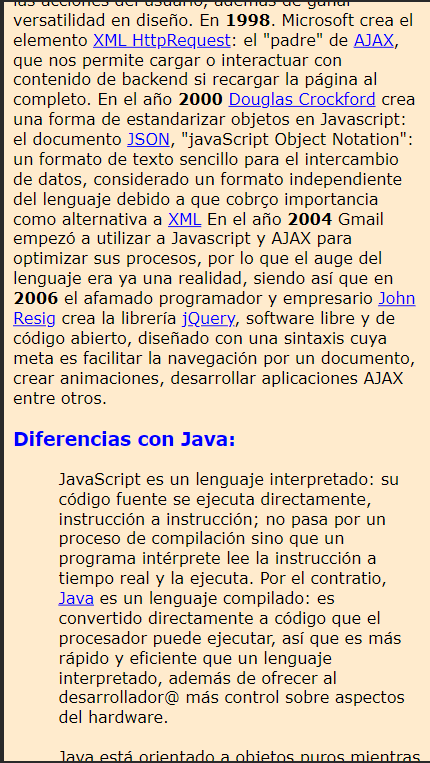 las acciones del usuario, además de ganar
versatilidad en diseño. En 1998. Microsoft crea el
elemento XML HttpRequest: el "padre" de AJAX,
que nos permite cargar o interactuar con
contenido de backend si recargar la página al
completo. En el año 2000 Douglas Crockford crea
una forma de estandarizar objetos en Javascript:
el documento JSON, "javaScript Object Notation":
un formato de texto sencillo para el intercambio
de datos, considerado un formato independiente
del lenguaje debido a que cobrço importancia
como alternativa a XML En el año 2004 Gmail
empezó a utilizar a Javascript y AJAX para
optimizar sus procesos, por lo que el auge del
lenguaje era ya una realidad, siendo así que en
2006 el afamado programador y empresario John
Resig crea la librería jQuery, software libre y de
código abierto, diseñado con una sintaxis cuya
meta es facilitar la navegación por un documento,
crear animaciones, desarrollar aplicaciones AJAX
entre otros.
Diferencias con Java:
JavaScript es un lenguaje interpretado: su
código fuente se ejecuta directamente,
instrucción a instrucción; no pasa por un
proceso de compilación sino que un
programa intérprete lee la instrucción a
tiempo real y la ejecuta. Por el contratio,
Java es un lenguaje compilado: es
convertido directamente a código que el
procesador puede ejecutar, así que es más
rápido y eficiente que un lenguaje
interpretado, además de ofrecer al
desarrollador@ más control sobre aspectos
del hardware.
Java está orientado a objetos puros mientras